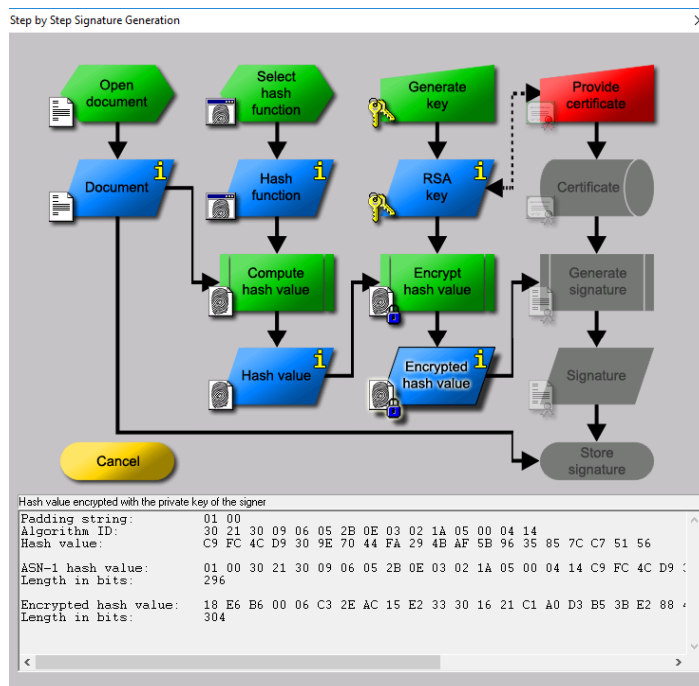 Step by Step Signature Generation
Open document
Select hash function
Generate key
Provide certificate
Document
Hash function
RSA key
Certificate
Compute hash value
Encrypt hash value
Generate signature
Hash value
Encrypted hash value
Signature
Cancel
Store signature
Hash value encrypted with the private key of the signer
Padding string: 01 00
Algorithm ID: 30 21 30 09 06 05 2B 0E 03 02 1A 05 00 04 14
Hash value: C9 FC 4C D9 30 9E 70 44 FA 29 4B AF 5B 96 35 85 7C C7 51 56
ASN-1 hash value: 01 00 30 21 30 09 06 05 2B 0E 03 02 1A 05 00 04 14 C9 FC 4C D9
Length in bits: 296
Encrypted hash value: 18 E6 B6 00 06 C3 2E AC 15 E2 33 30 16 21 C1 A0 D3 B5 3B E2 88
Length in bits: 304